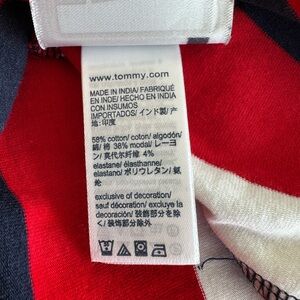 www.tommy.com
MADE IN INDIA/ FABRIQUÉ
EN INDE/ HECHO EN INDIA
CON INSUMOS
IMPORTADOS/ インド製/ 产
地:印度
58% cotton/ coton/ algodón/
綿/ 棉 38% modal/ レーヨ
ン/ 莫代尔纤维 4%
elastane/ élasthanne/
elastano/ ポリウレタン/ 氨
纶
exclusive of decoration/
sauf décoration/ excluye la
decoración/ 装飾部分を除
く/ 装饰部分除外